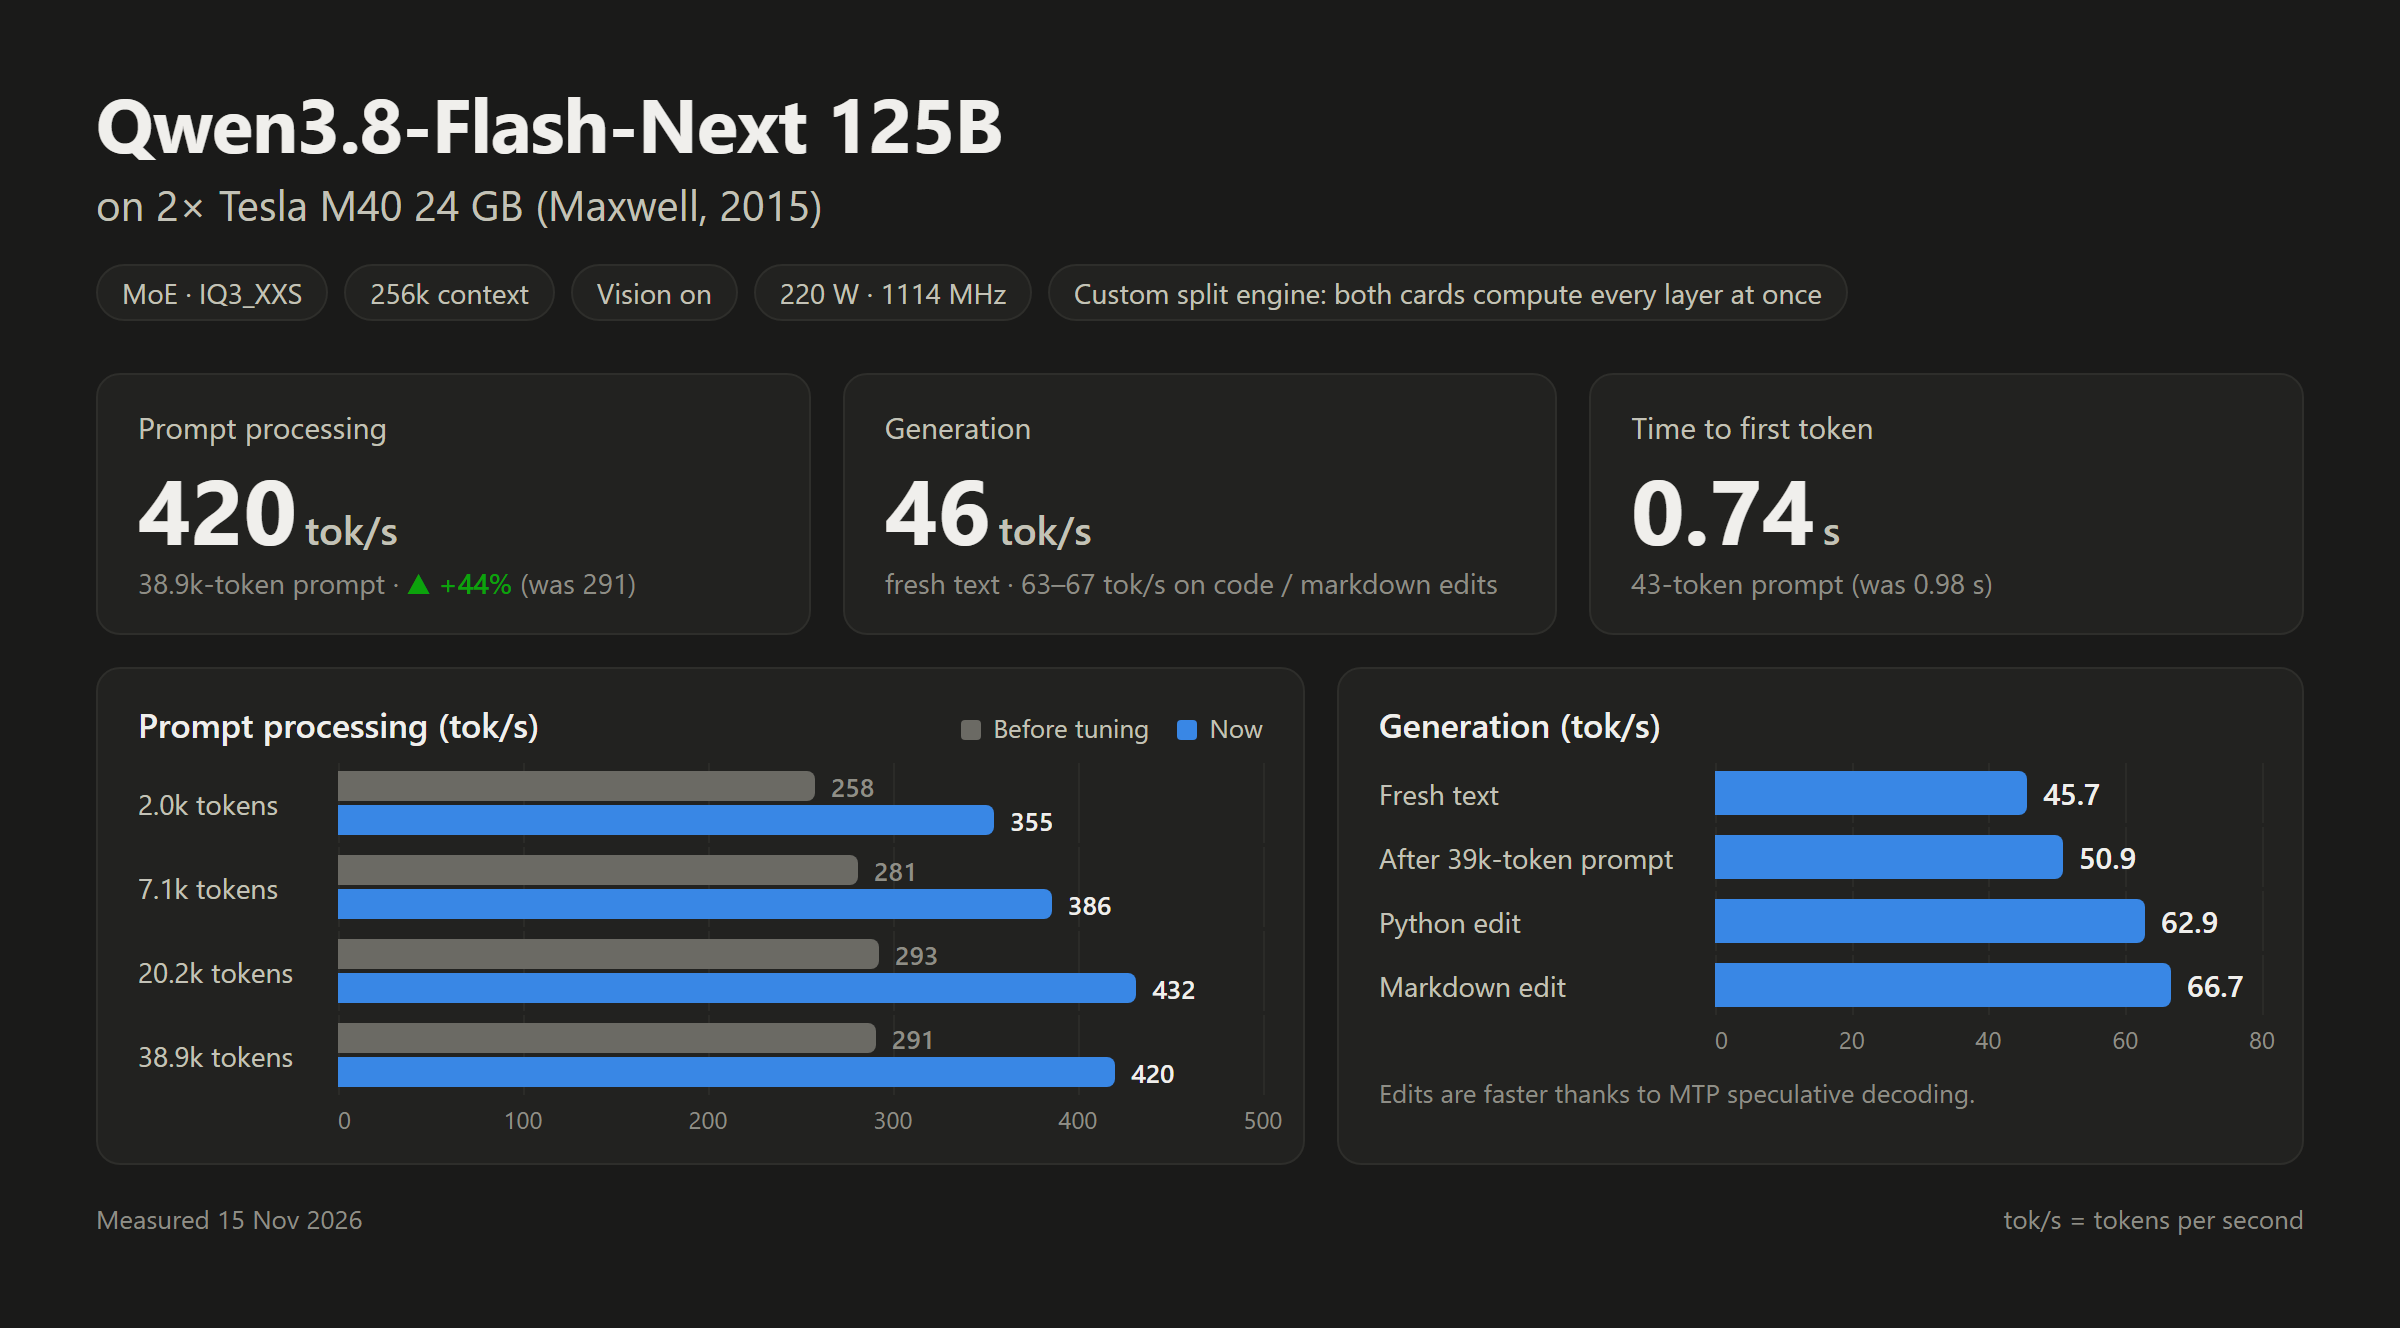 Qwen3.8-Flash-Next 125B
on 2× Tesla M40 24 GB (Maxwell, 2015)
MoE · IQ3_XXS
256k context
Vision on
220 W · 1114 MHz
Custom split engine: both cards compute every layer at once
Prompt processing
420 tok/s
38.9k-token prompt · ▲ +44% (was 291)
Generation
46 tok/s
fresh text · 63–67 tok/s on code / markdown edits
Time to first token
0.74 s
43-token prompt (was 0.98 s)
Prompt processing (tok/s)
Before tuning
Now
2.0k tokens
258
355
7.1k tokens
281
386
20.2k tokens
293
432
38.9k tokens
291
420
0 100 200 300 400 500
Generation (tok/s)
Fresh text 45.7
After 39k-token prompt 50.9
Python edit 62.9
Markdown edit 66.7
0 20 40 60 80
Edits are faster thanks to MTP speculative decoding.
Measured 15 Nov 2026
tok/s = tokens per second